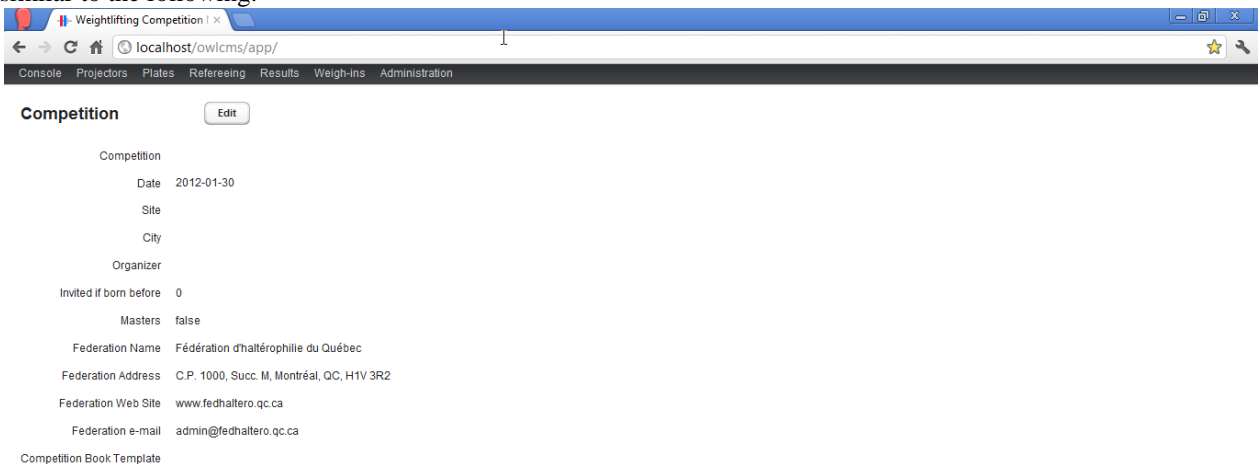 similar to the following:
Weightlifting Competition
localhost/owlcms/app/
Console Projectors Plates Refereeing Results Weigh-ins Administration
Competition Edit
Competition
Date 2012-01-30
Site
City
Organizer
Invited if born before 0
Masters false
Federation Name Fédération d'haltérophilie du Québec
Federation Address C.P. 1000, Succ. M, Montréal, QC, H1V 3R2
Federation Web Site www.fedhaltero.qc.ca
Federation e-mail admin@fedhaltero.qc.ca
Competition Book Template